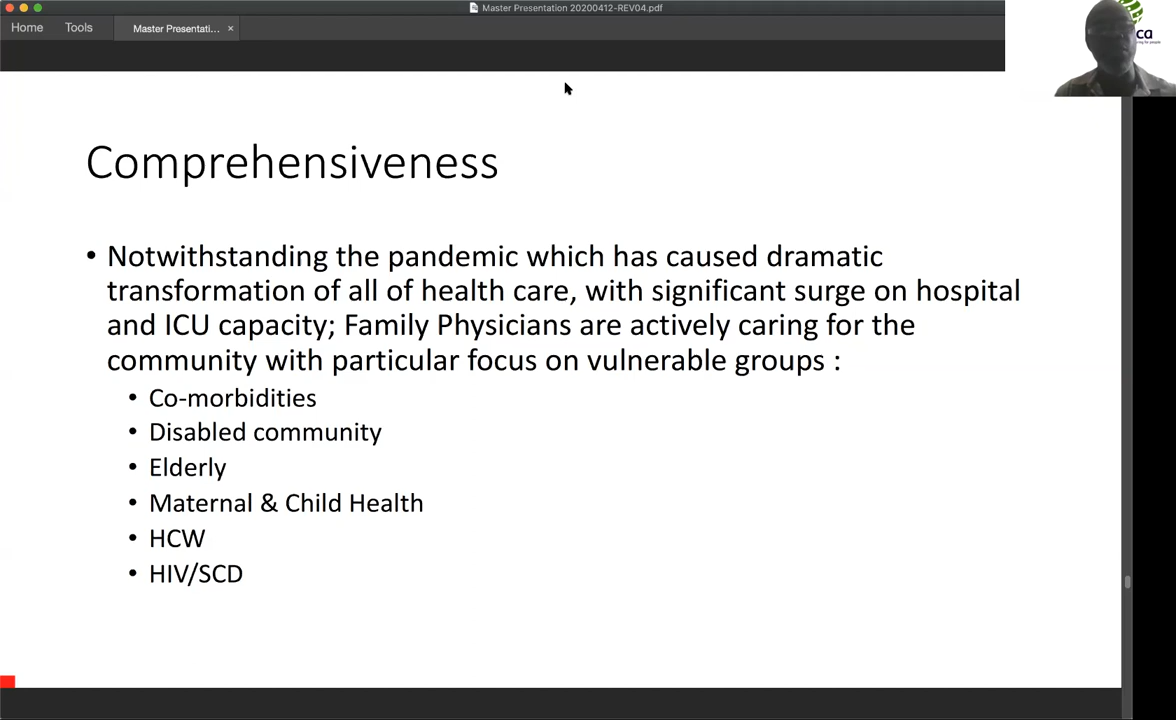 Master Presentation 20200412-REV04.pdf
Home Tools Master Presentati... ×
ca
Comprehensiveness
• Notwithstanding the pandemic which has caused dramatic
transformation of all of health care, with significant surge on hospital
and ICU capacity; Family Physicians are actively caring for the
community with particular focus on vulnerable groups :
• Co-morbidities
• Disabled community
• Elderly
• Maternal & Child Health
• HCW
• HIV/SCD